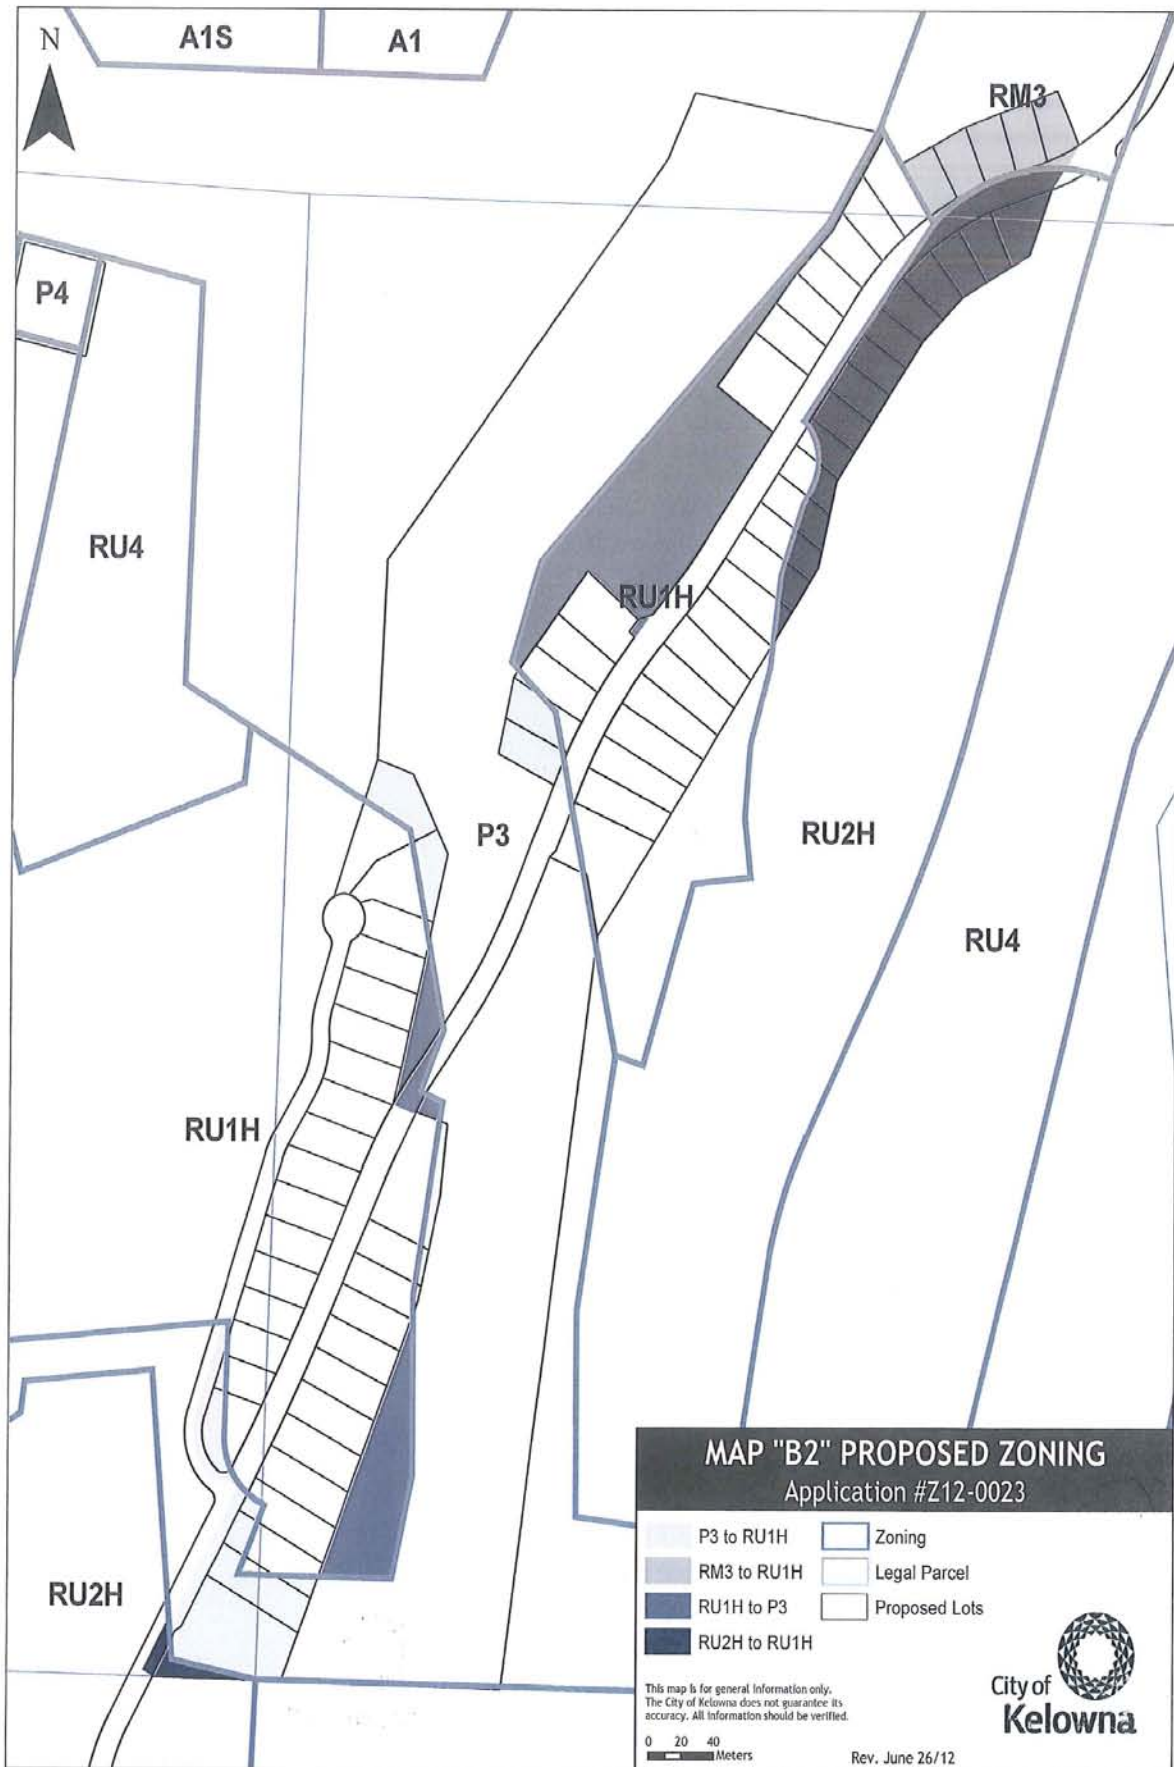 N
A1S
A1
RM3
P4
RU4
RU1H
P3
RU2H
RU4
RU1H
RU2H
MAP "B2" PROPOSED ZONING
Application #Z12-0023
P3 to RU1H
Zoning
RM3 to RU1H
Legal Parcel
RU1H to P3
Proposed Lots
RU2H to RU1H
This map is for general information only.
The City of Kelowna does not guarantee its
accuracy. All information should be verified.
0 20 40
Meters
Rev. June 26/12
City of
Kelowna